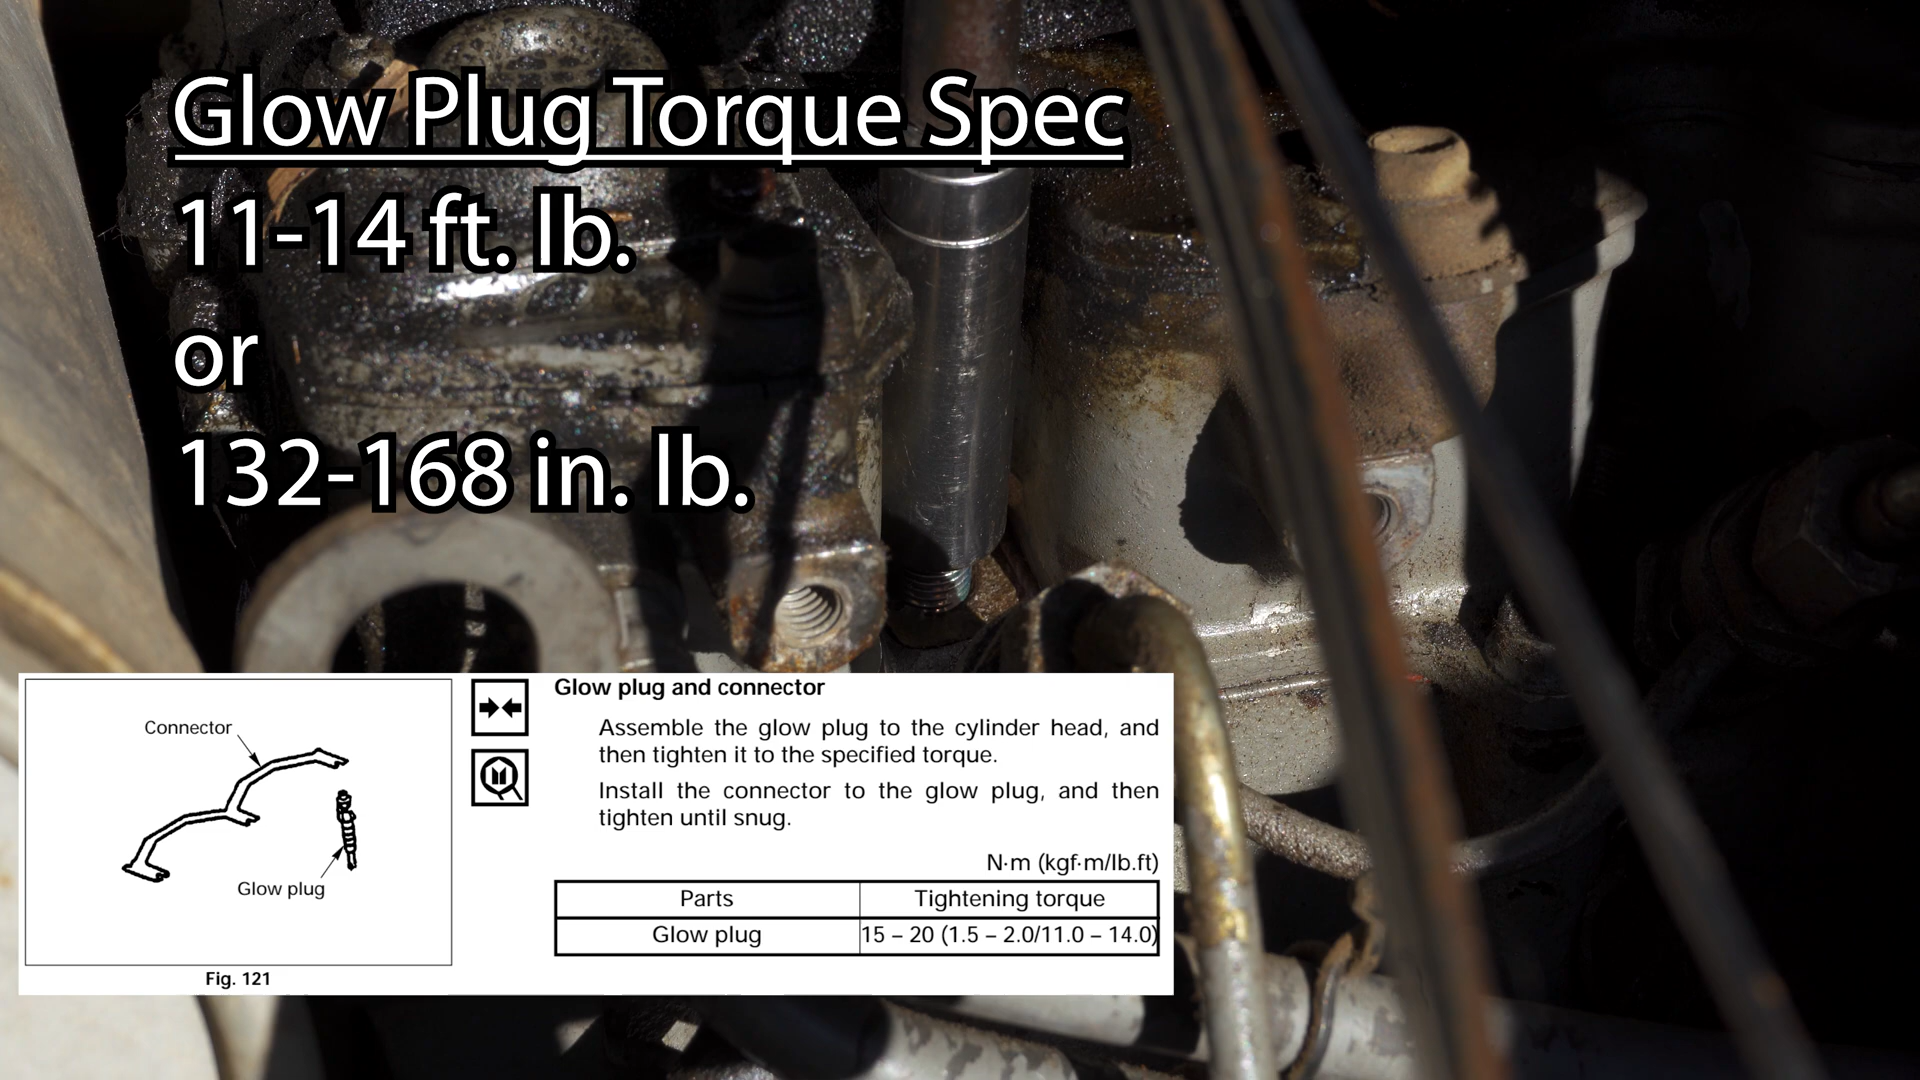 Glow Plug Torque Spec
11-14 ft. lb.
or
132-168 in. lb.
Connector
Glow plug
Fig. 121
Glow plug and connector
Assemble the glow plug to the cylinder head, and
then tighten it to the specified torque.
Install the connector to the glow plug, and then
tighten until snug.
N·m (kgf·m/lb.ft)
Parts Tightening torque
Glow plug 15 – 20 (1.5 – 2.0/11.0 – 14.0)